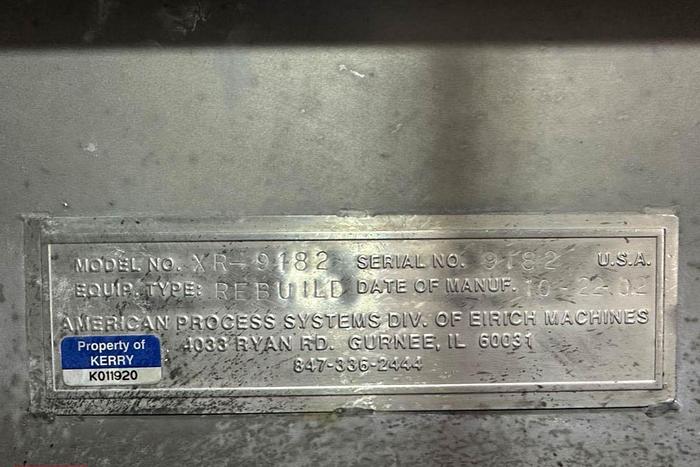 MODEL NO. XR-9182 SERIAL NO. 9182 U.S.A.
EQUIP. TYPE: REBUILD DATE OF MANUF. 10-22-02
AMERICAN PROCESS SYSTEMS DIV. OF EIRICH MACHINES
4033 RYAN RD. GURNEE, IL 60031
847-336-2444
Property of
KERRY
K011920